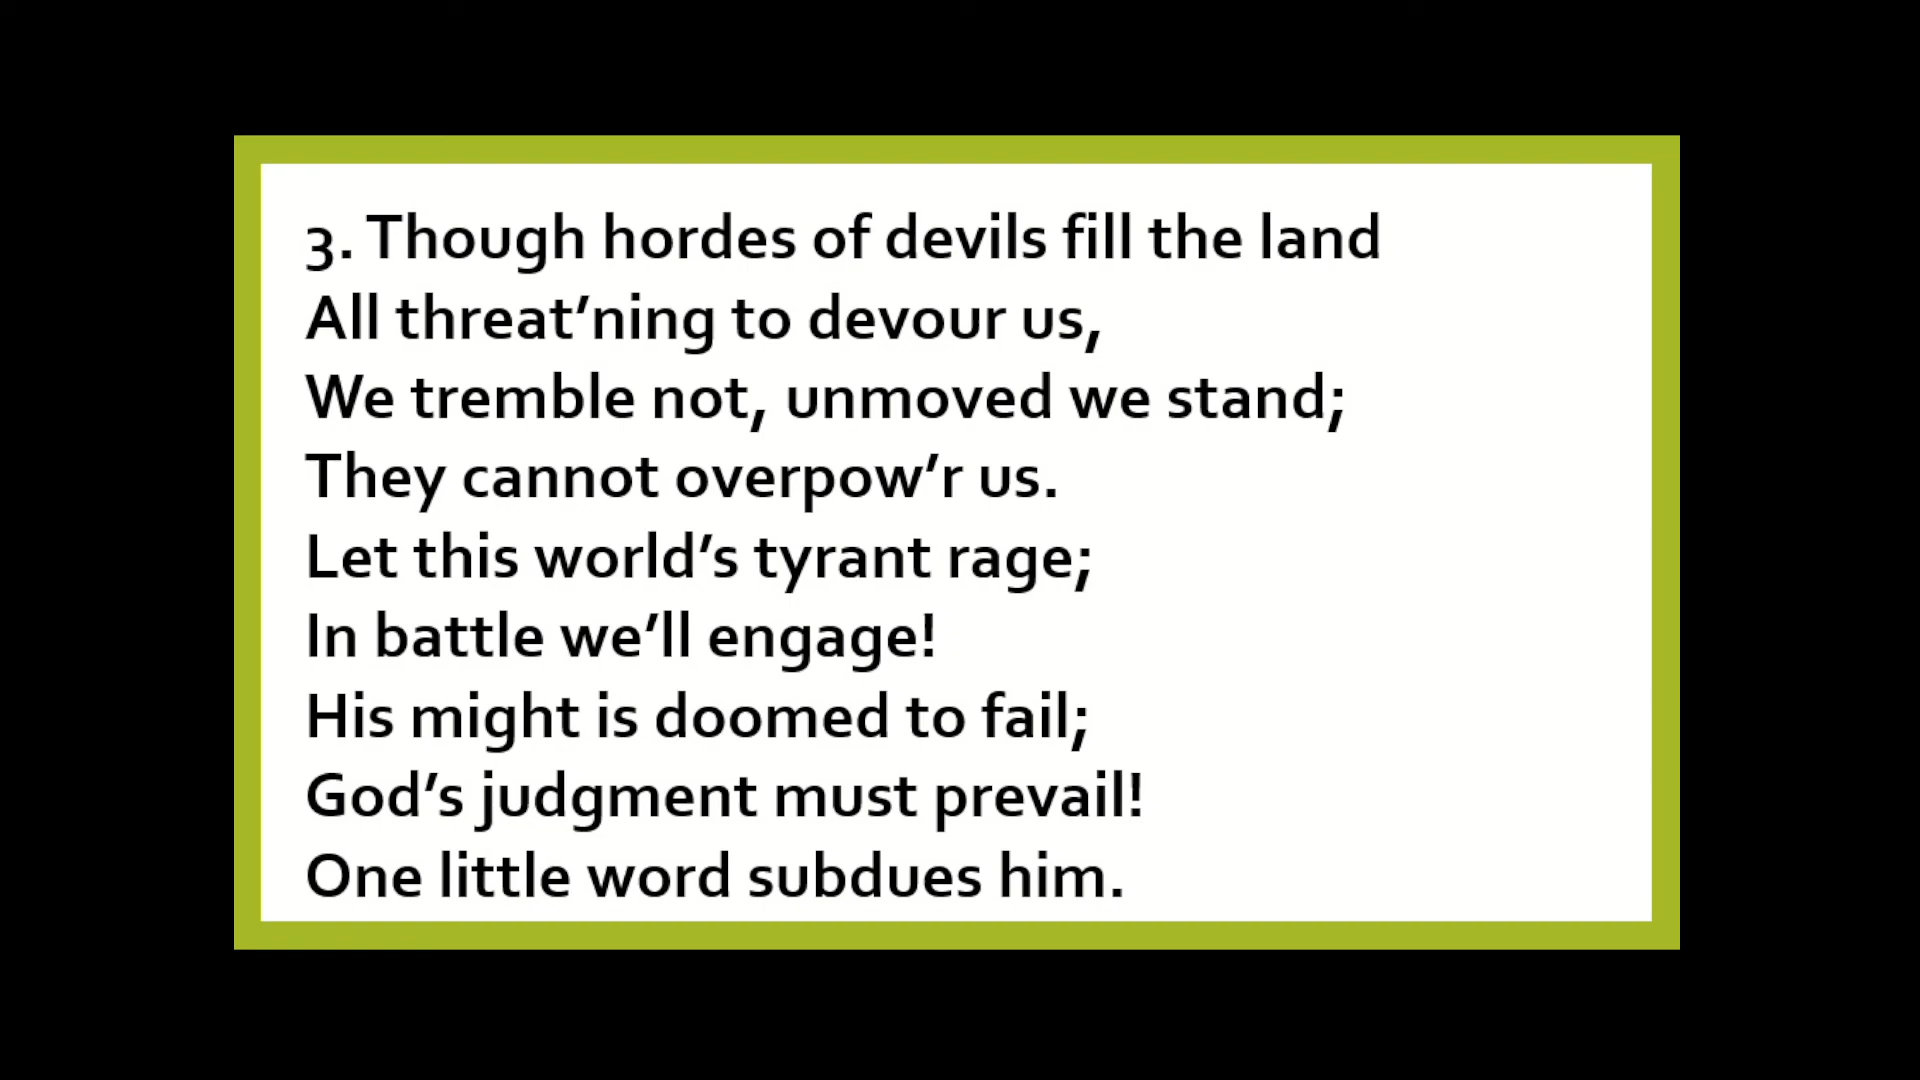 3. Though hordes of devils fill the land
All threat’ning to devour us,
We tremble not, unmoved we stand;
They cannot overpow’r us.
Let this world’s tyrant rage;
In battle we’ll engage!
His might is doomed to fail;
God’s judgment must prevail!
One little word subdues him.